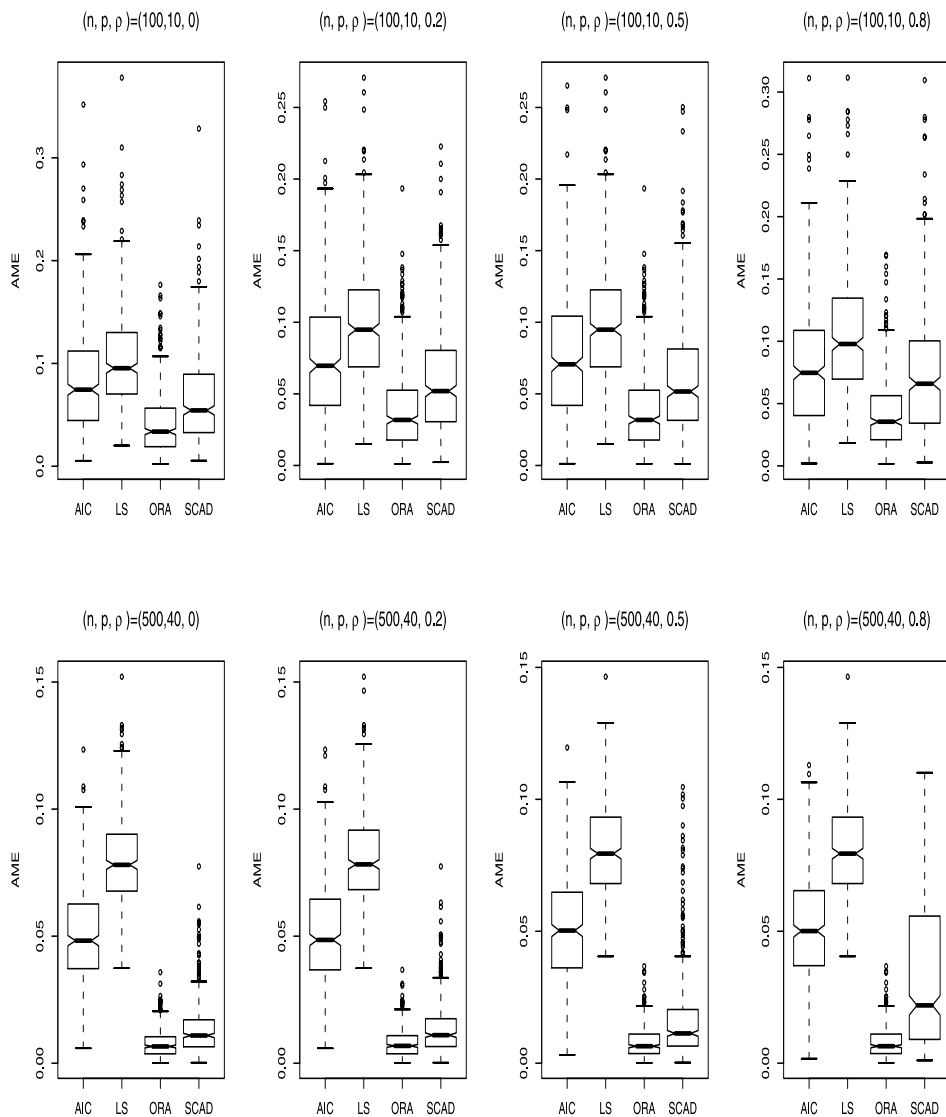 (n, p, ρ )=(100,10, 0)
AME
0.0
0.1
0.2
0.3
AIC LS ORA SCAD
(n, p, ρ )=(100,10, 0.2)
AME
0.00
0.05
0.10
0.15
0.20
0.25
AIC LS ORA SCAD
(n, p, ρ )=(100,10, 0.5)
AME
0.00
0.05
0.10
0.15
0.20
0.25
AIC LS ORA SCAD
(n, p, ρ )=(100,10, 0.8)
AME
0.00
0.05
0.10
0.15
0.20
0.25
0.30
AIC LS ORA SCAD
(n, p, ρ )=(500,40, 0)
AME
0.00
0.05
0.10
0.15
AIC LS ORA SCAD
(n, p, ρ )=(500,40, 0.2)
AME
0.00
0.05
0.10
0.15
AIC LS ORA SCAD
(n, p, ρ )=(500,40, 0.5)
AME
0.00
0.05
0.10
0.15
AIC LS ORA SCAD
(n, p, ρ )=(500,40, 0.8)
AME
0.00
0.05
0.10
0.15
AIC LS ORA SCAD